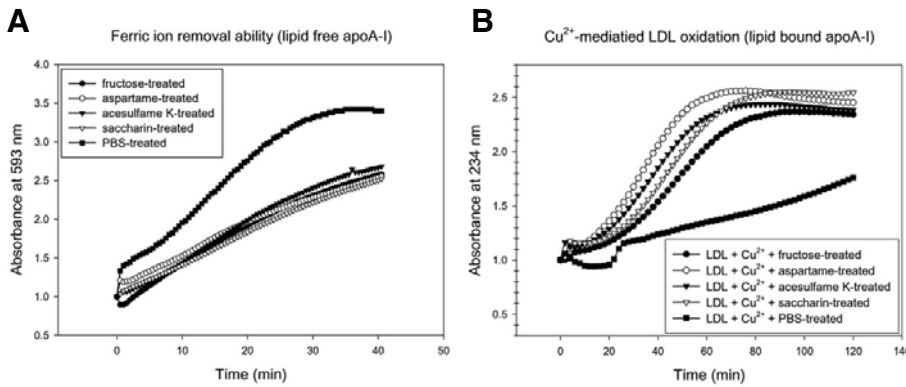 A
Ferric ion removal ability (lipid free apoA-I)
4.0
3.5
3.0
2.5
2.0
1.5
1.0
0.5
Absorbance at 593 nm
fructose-treated
aspartame-treated
acesulfame K-treated
saccharin-treated
PBS-treated
0
10
20
30
40
50
Time (min)
B
Cu2+-mediatied LDL oxidation (lipid bound apoA-I)
2.5
2.0
1.5
1.0
0.5
Absorbance at 234 nm
LDL + Cu2+ + fructose-treated
LDL + Cu2+ + aspartame-treated
LDL + Cu2+ + acesulfame K-treated
LDL + Cu2+ + saccharin-treated
LDL + Cu2+ + PBS-treated
0
20
40
60
80
100
120
140
Time (min)